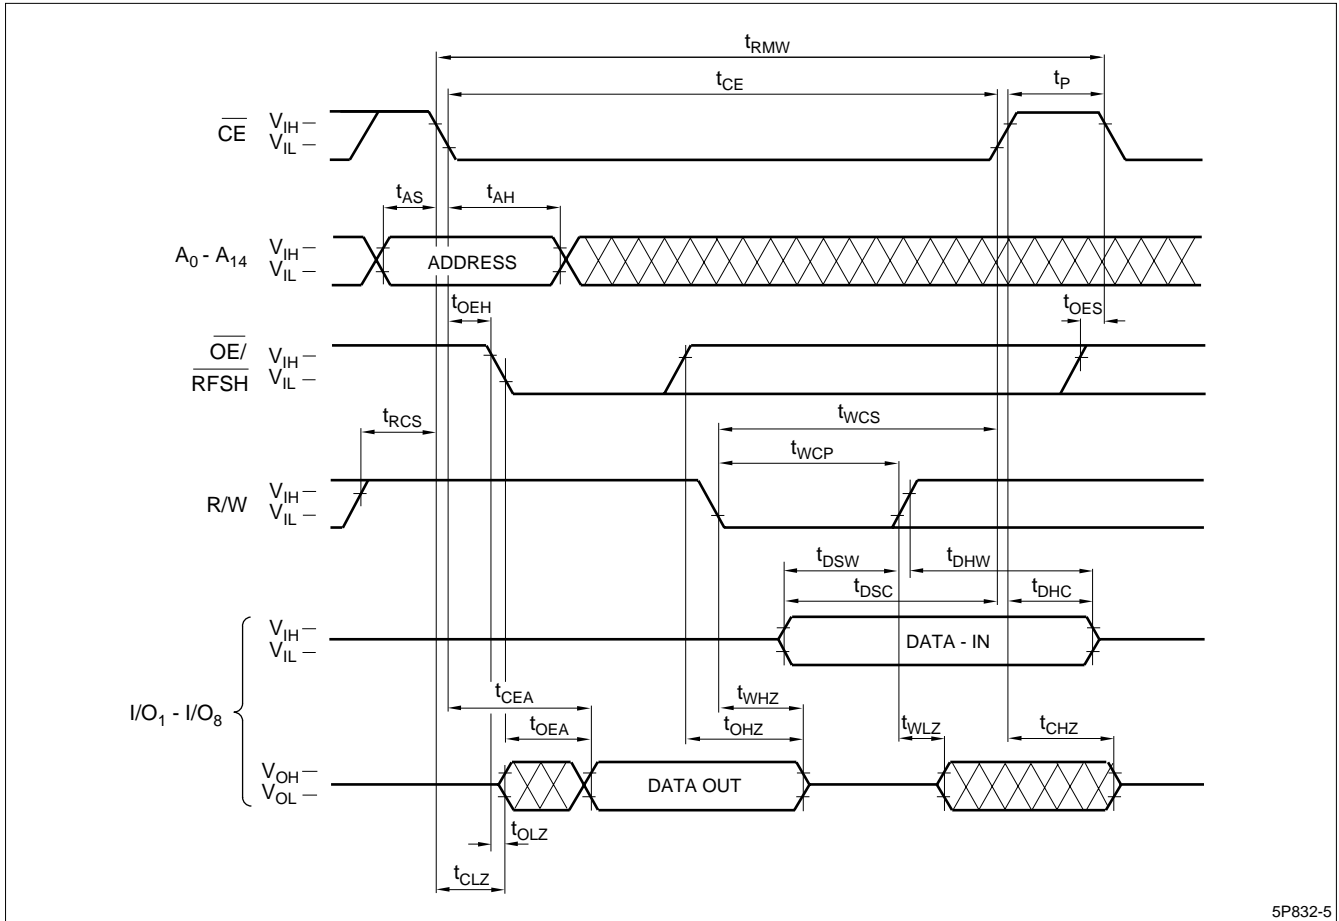 tRMW
tCE
tP
CE
VIH
VIL
tAS
tAH
A0 - A14
VIH
VIL
ADDRESS
tOEH
tOES
OE/
RFSH
VIH
VIL
tRCS
tWCS
tWCP
R/W
VIH
VIL
tDSW
tDHW
tDSC
tDHC
VIH
VIL
DATA - IN
I/O1 - I/O8
tCEA
tWHZ
tOEA
tOHZ
tWLZ
tCHZ
VOH
VOL
DATA OUT
tOLZ
tCLZ
5P832-5